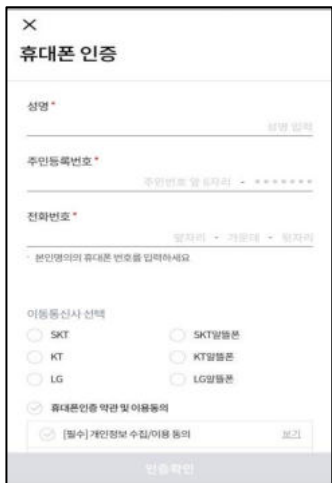 ×
휴대폰 인증
성명 *
성명 입력
주민등록번호 *
주민번호 앞 6자리 - *******
전화번호 *
앞자리 - 가운데 - 뒷자리
· 본인명의의 휴대폰 번호를 입력하세요
이동통신사 선택
SKT SKT알뜰폰
KT KT알뜰폰
LG LG알뜰폰
휴대폰인증 약관 및 이용동의
[필수] 개인정보 수집/이용 동의 보기
인증확인